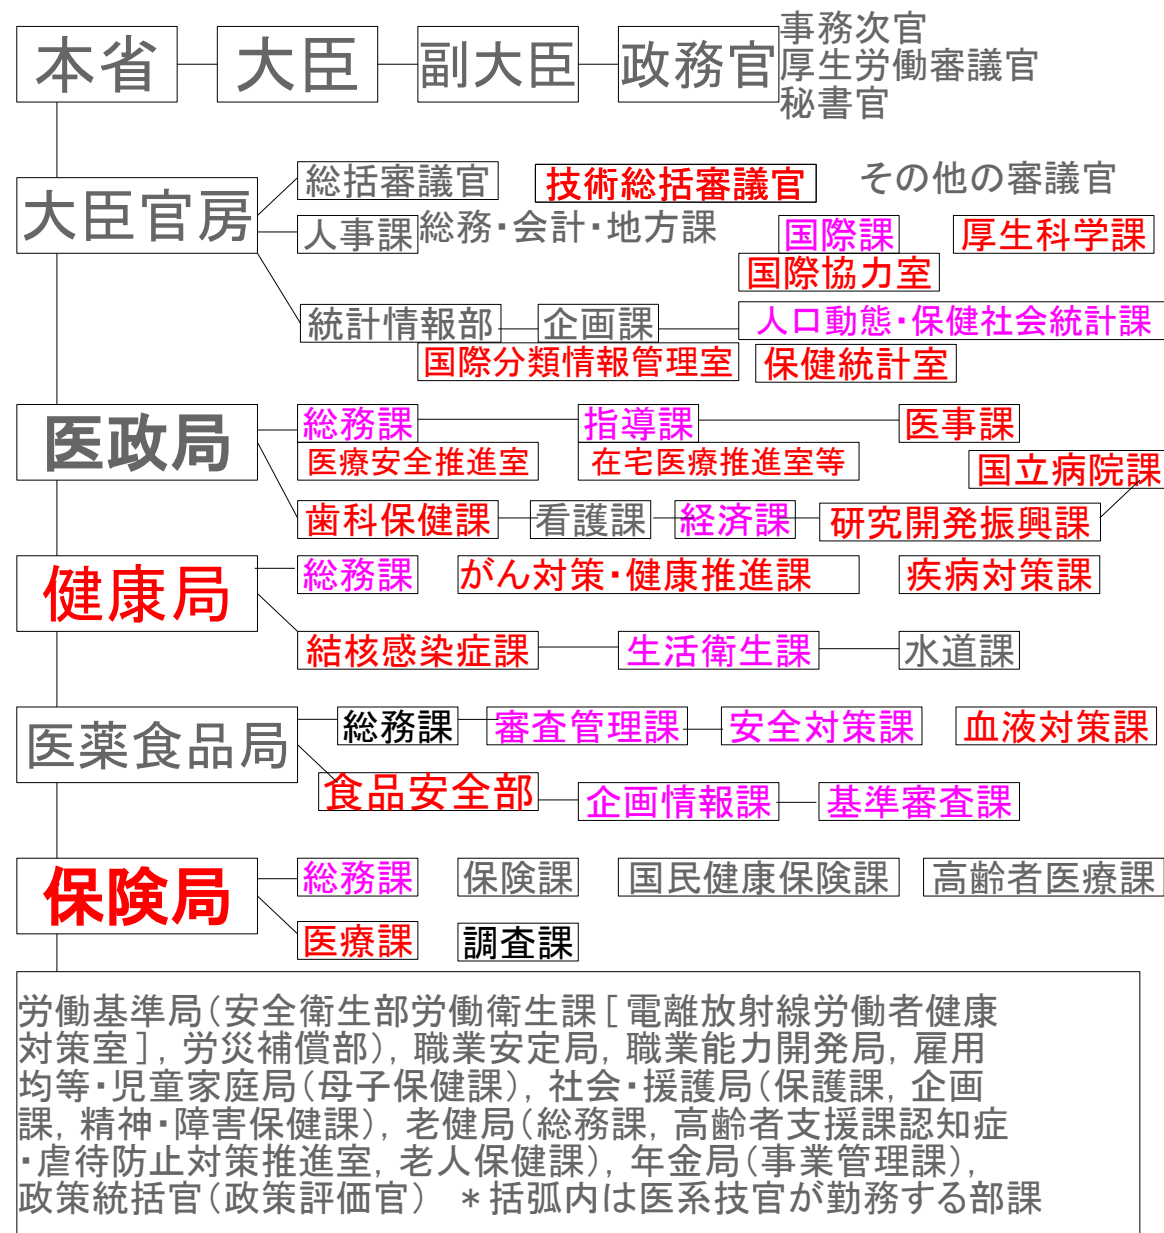 本省 大臣 副大臣 政務官
事務次官
厚生労働審議官
秘書官
大臣官房
総括審議官 技術総括審議官 その他の審議官
人事課 総務・会計・地方課 国際課 厚生科学課
国際協力室
統計情報部 企画課 人口動態・保健社会統計課
国際分類情報管理室 保健統計室
医政局
総務課 指導課 医事課
医療安全推進室 在宅医療推進室等 国立病院課
歯科保健課 看護課 経済課 研究開発振興課
健康局
総務課 がん対策・健康推進課 疾病対策課
結核感染症課 生活衛生課 水道課
医薬食品局
総務課 審査管理課 安全対策課 血液対策課
食品安全部 企画情報課 基準審査課
保険局
総務課 保険課 国民健康保険課 高齢者医療課
医療課 調査課
労働基準局(安全衛生部労働衛生課[電離放射線労働者健康
対策室], 労災補償部), 職業安定局, 職業能力開発局, 雇用
均等・児童家庭局(母子保健課), 社会・援護局(保護課, 企画
課, 精神・障害保健課), 老健局(総務課, 高齢者支援課認知症
・虐待防止対策推進室, 老人保健課), 年金局(事業管理課),
政策統括官(政策評価官) *括弧内は医系技官が勤務する部課